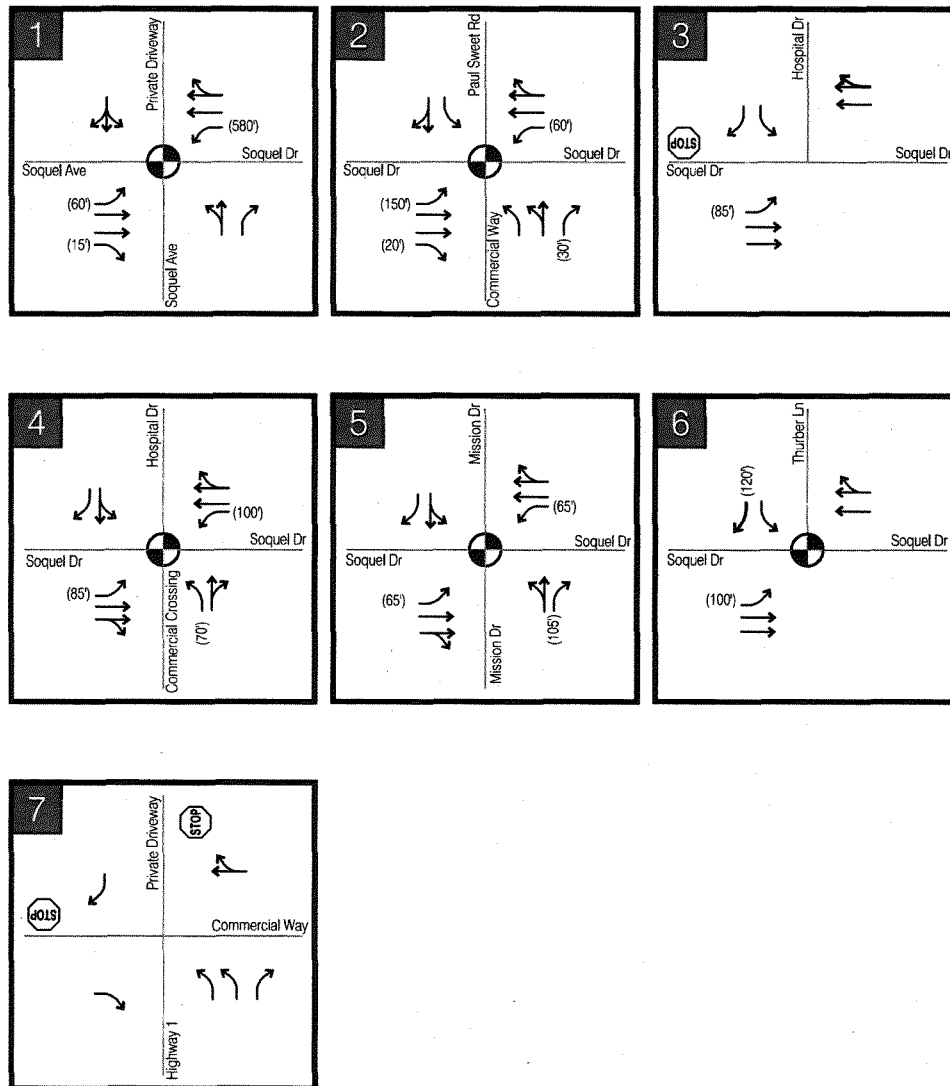 1
Private Driveway
(580')
Soquel Dr
Soquel Ave
(60')
(15')
Soquel Ave
2
Paul Sweet Rd
(60')
Soquel Dr
Soquel Dr
(150')
(20')
Commercial Way
(30')
3
Hospital Dr
STOP
Soquel Dr
Soquel Dr
(85')
4
Hospital Dr
(100')
Soquel Dr
Soquel Dr
(85')
Commercial Crossing
(70')
5
Mission Dr
(65')
Soquel Dr
Soquel Dr
(65')
Mission Dr
(105')
6
Thurber Ln
(120')
Soquel Dr
Soquel Dr
(100')
7
Private Driveway
STOP
STOP
Commercial Way
Highway 1